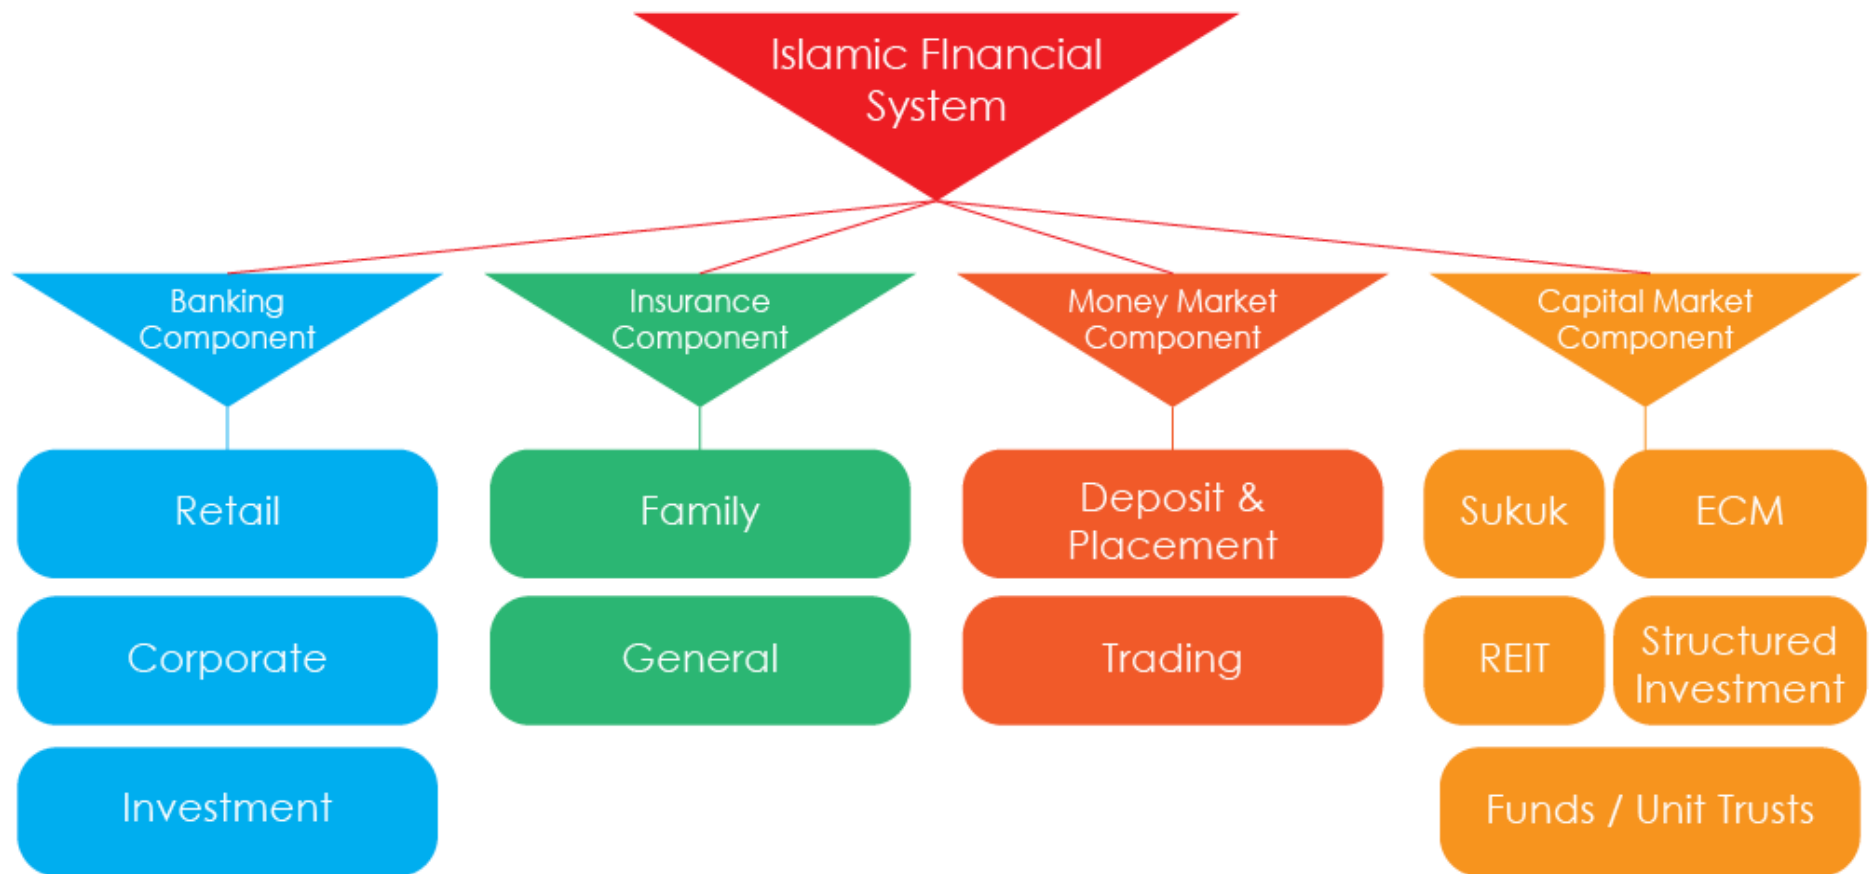 Islamic FInancial
System
Banking
Component
Insurance
Component
Money Market
Component
Capital Market
Component
Retail
Family
Deposit &
Placement
Sukuk
ECM
Corporate
General
Trading
REIT
Structured
Investment
Investment
Funds / Unit Trusts